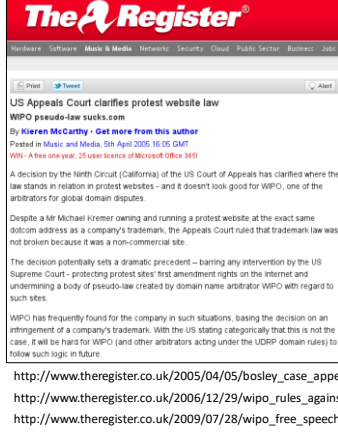 The Register®
Hardware Software Music & Media Networks Security Cloud Public Sector Business Jobs
Print Tweet Alert
US Appeals Court clarifies protest website law
WIPO pseudo-law sucks.com
By Kieren McCarthy • Get more from this author
Posted in Music and Media, 5th April 2005 16:05 GMT
WIN - A free one year, 25 user licence of Microsoft Office 365!
A decision by the Ninth Circuit (California) of the US Court of Appeals has clarified where the
law stands in relation in protest websites - and it doesn't look good for WIPO, one of the
arbitrators for global domain disputes.
Despite a Mr Michael Kremer owning and running a protest website at the exact same
dotcom address as a company's trademark, the Appeals Court ruled that trademark law was
not broken because it was a non-commercial site.
The decision potentially sets a dramatic precedent – barring any intervention by the US
Supreme Court - protecting protest sites' first amendment rights on the Internet and
undermining a body of pseudo-law created by domain name arbitrator WIPO with regard to
such sites.
WIPO has frequently found for the company in such situations, basing the decision on an
infringement of a company's trademark. With the US stating categorically that this is not the
case, it will be hard for WIPO (and other arbitrators acting under the UDRP domain rules) to
follow such logic in future.
http://www.theregister.co.uk/2005/04/05/bosley_case_appe
http://www.theregister.co.uk/2006/12/29/wipo_rules_agains
http://www.theregister.co.uk/2009/07/28/wipo_free_speech